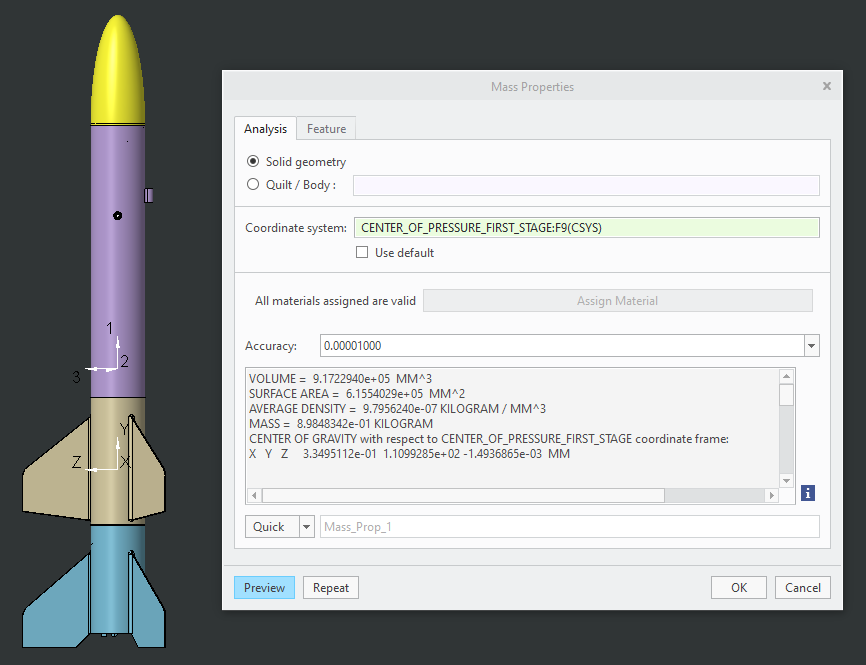 Mass Properties
Analysis Feature
Solid geometry
Quilt / Body :
Coordinate system: CENTER_OF_PRESSURE_FIRST_STAGE:F9(CSYS)
Use default
All materials assigned are valid Assign Material
Accuracy: 0.00001000
VOLUME = 9.1722940e+05 MM^3
SURFACE AREA = 6.1554029e+05 MM^2
AVERAGE DENSITY = 9.7956240e-07 KILOGRAM / MM^3
MASS = 8.9848342e-01 KILOGRAM
CENTER OF GRAVITY with respect to CENTER_OF_PRESSURE_FIRST_STAGE coordinate frame:
X Y Z 3.3495112e-01 1.1099285e+02 -1.4936865e-03 MM
Quick Mass_Prop_1
Preview Repeat OK Cancel
1
2
3
Y
Z X